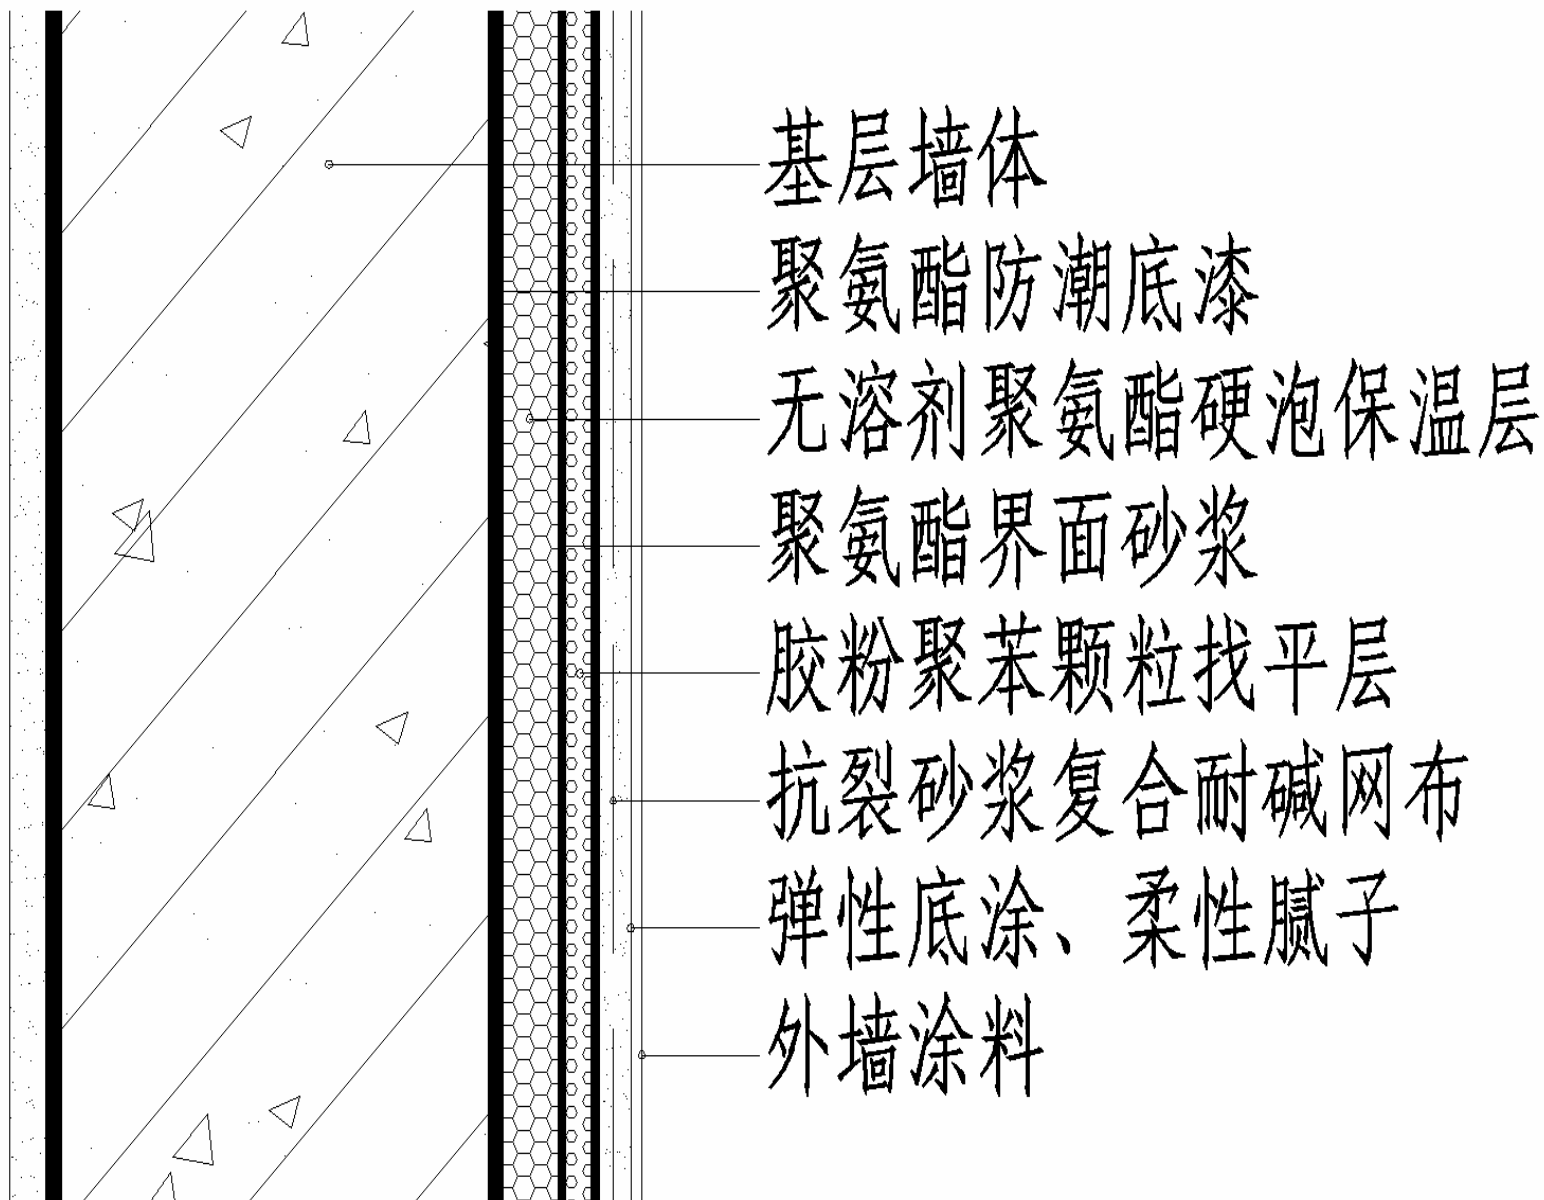 基层墙体
聚氨酯防潮底漆
无溶剂聚氨酯硬泡保温层
聚氨酯界面砂浆
胶粉聚苯颗粒找平层
抗裂砂浆复合耐碱网布
弹性底涂、柔性腻子
外墙涂料